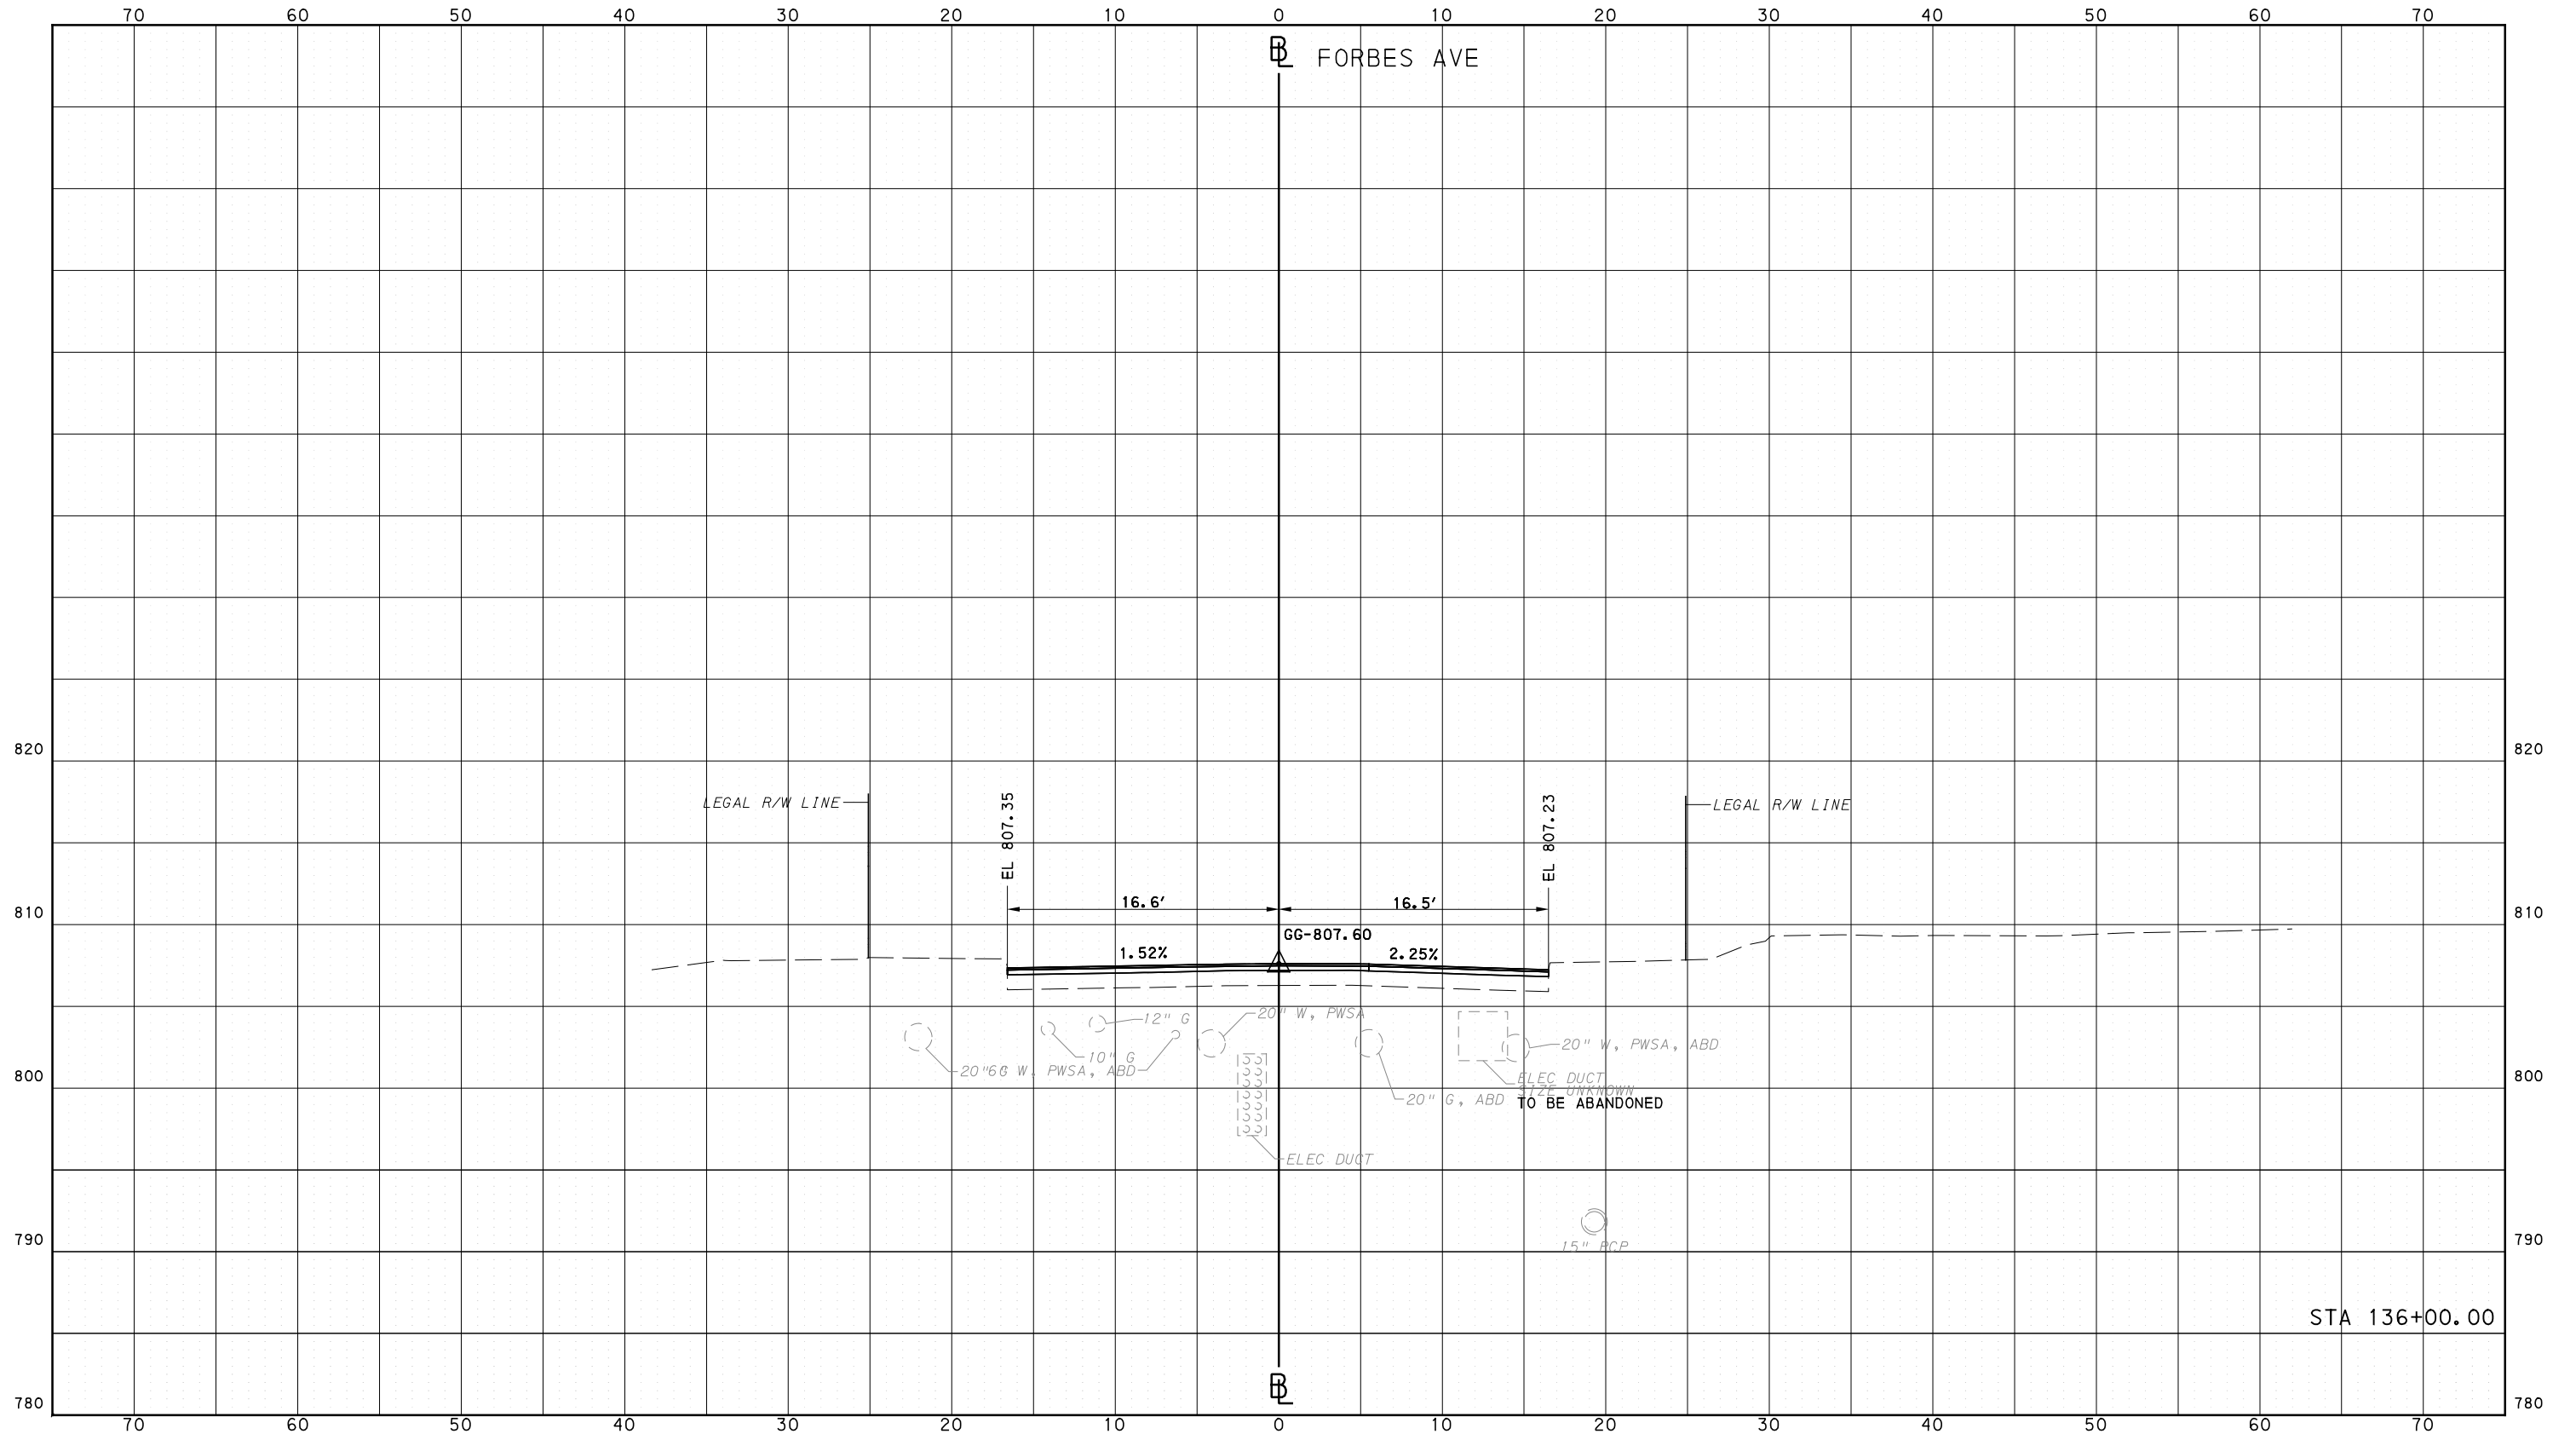 70 60 50 40 30 20 10 0 10 20 30 40 50 60 70
FORBES AVE
820 820
LEGAL R/W LINE
EL 807.35
EL 807.23
LEGAL R/W LINE
810 810
16.6'
16.5'
GG-807.60
1.52%
2.25%
12" G
20" W, PWSA
10" G
20" W, PWSA, ABD
W, PWSA, ABD
800 800
ELEC DUCT
SIZE UNKNOWN
TO BE ABANDONED
20" G, ABD
ELEC DUCT
790 790
15" RCP
STA 136+00.00
780 780
70 60 50 40 30 20 10 0 10 20 30 40 50 60 70